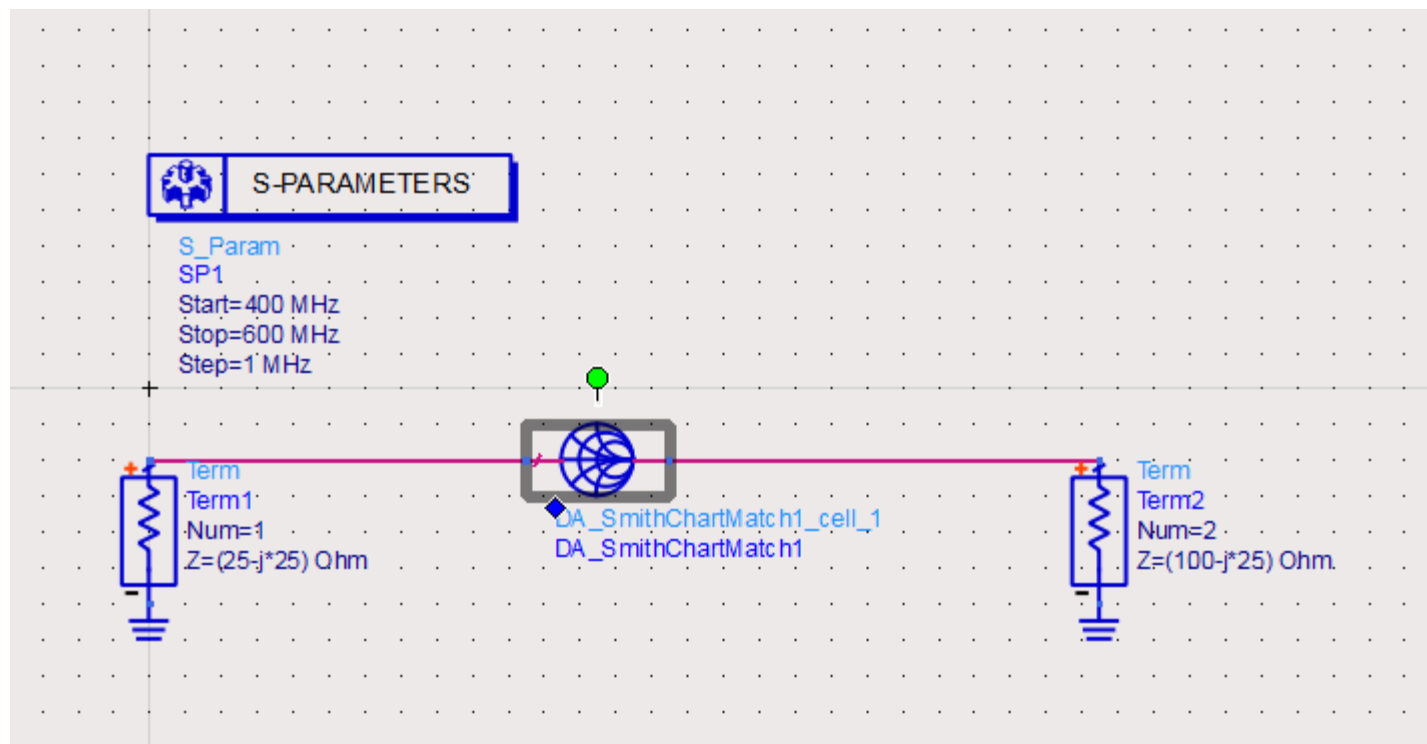 S-PARAMETERS
S_Param
SP1
Start=400 MHz
Stop=600 MHz
Step=1 MHz
Term
Term1
Num=1
Z=(25-j*25) Ohm
DA_SmithChartMatch1_cell_1
DA_SmithChartMatch1
Term
Term2
Num=2
Z=(100-j*25) Ohm